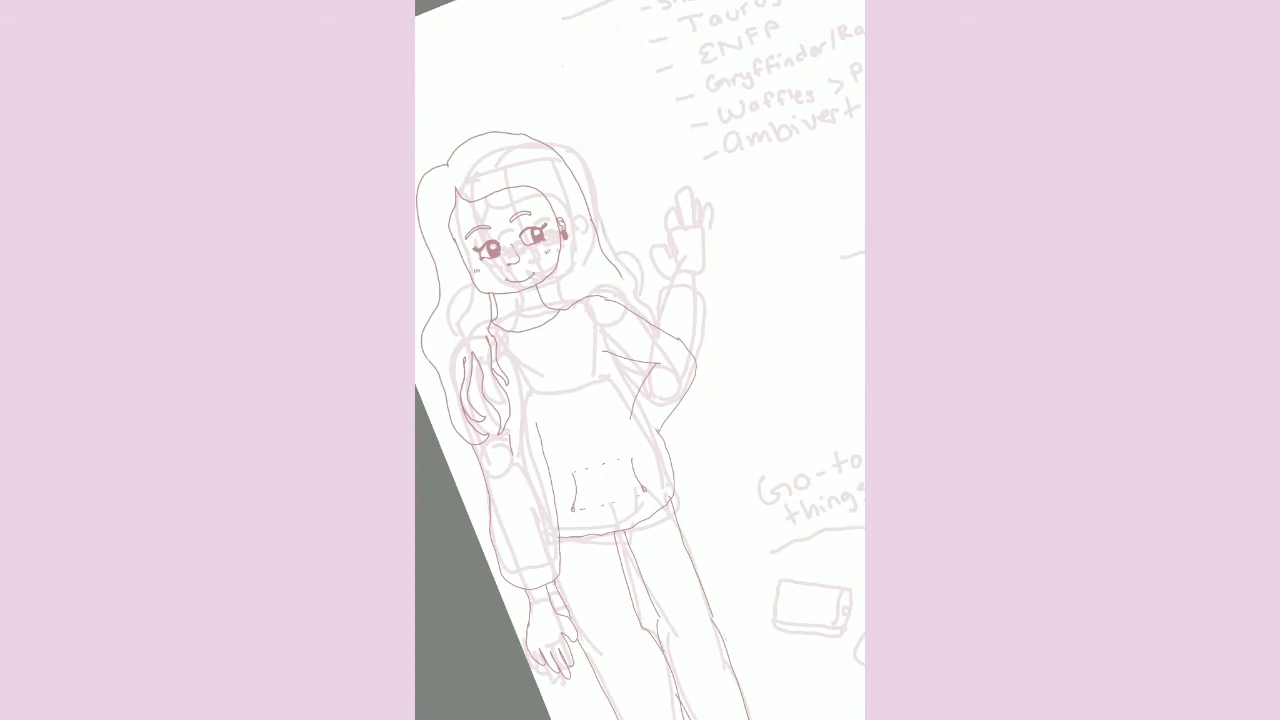 - Taurus
- ENFP
- Gryffindor/Ra
- Waffles > P
- Ambivert
Go-to
things